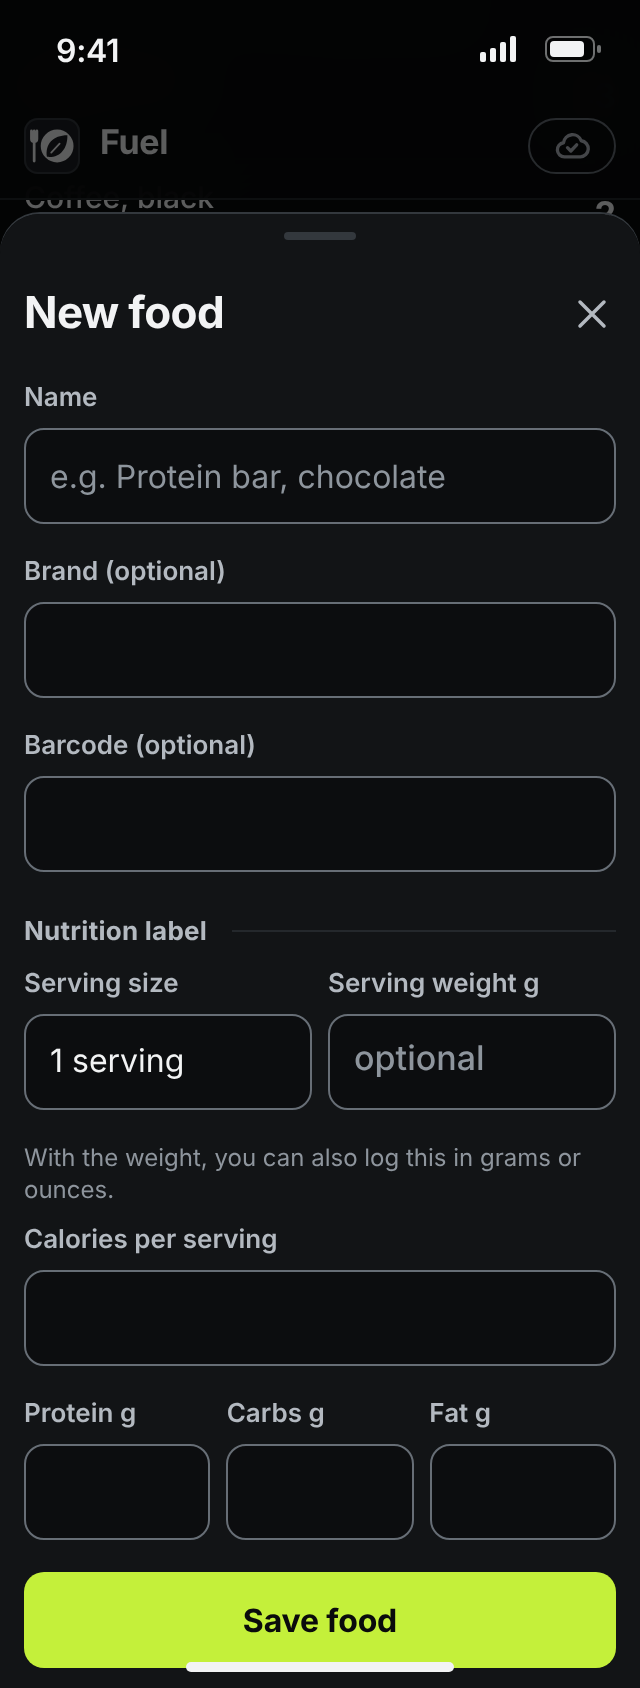 9:41
Fuel
Coffee, black
New food
Name
e.g. Protein bar, chocolate
Brand (optional)
Barcode (optional)
Nutrition label
Serving size
Serving weight g
1 serving
optional
With the weight, you can also log this in grams or
ounces.
Calories per serving
Protein g
Carbs g
Fat g
Save food